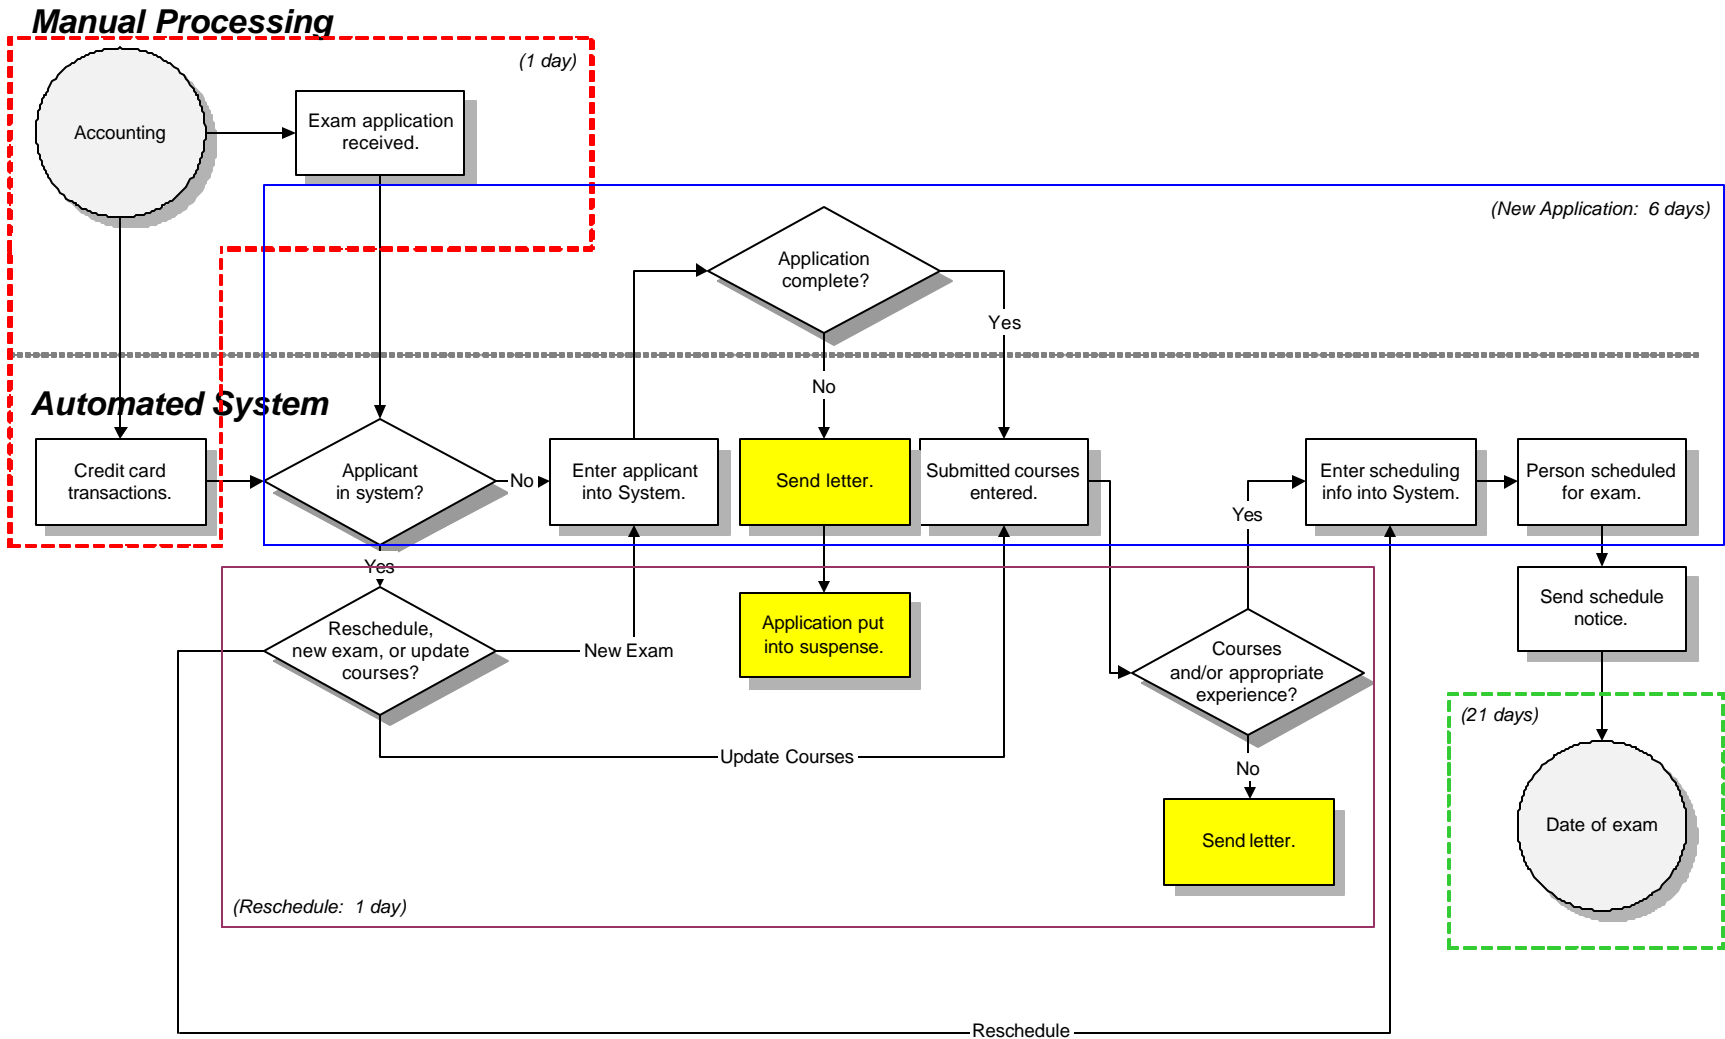 Manual Processing
(1 day)
Accounting
Exam application
received.
(New Application:  6 days)
Application
complete?
Yes
No
Automated System
Credit card
transactions.
Applicant
in system?
No
Enter applicant
into System.
Send letter.
Submitted courses
entered.
Enter scheduling
info into System.
Person scheduled
for exam.
Yes
Yes
Reschedule,
new exam, or update
courses?
New Exam
Application put
into suspense.
Courses
and/or appropriate
experience?
Send schedule
notice.
(21 days)
Update Courses
No
Send letter.
Date of exam
(Reschedule:  1 day)
Reschedule